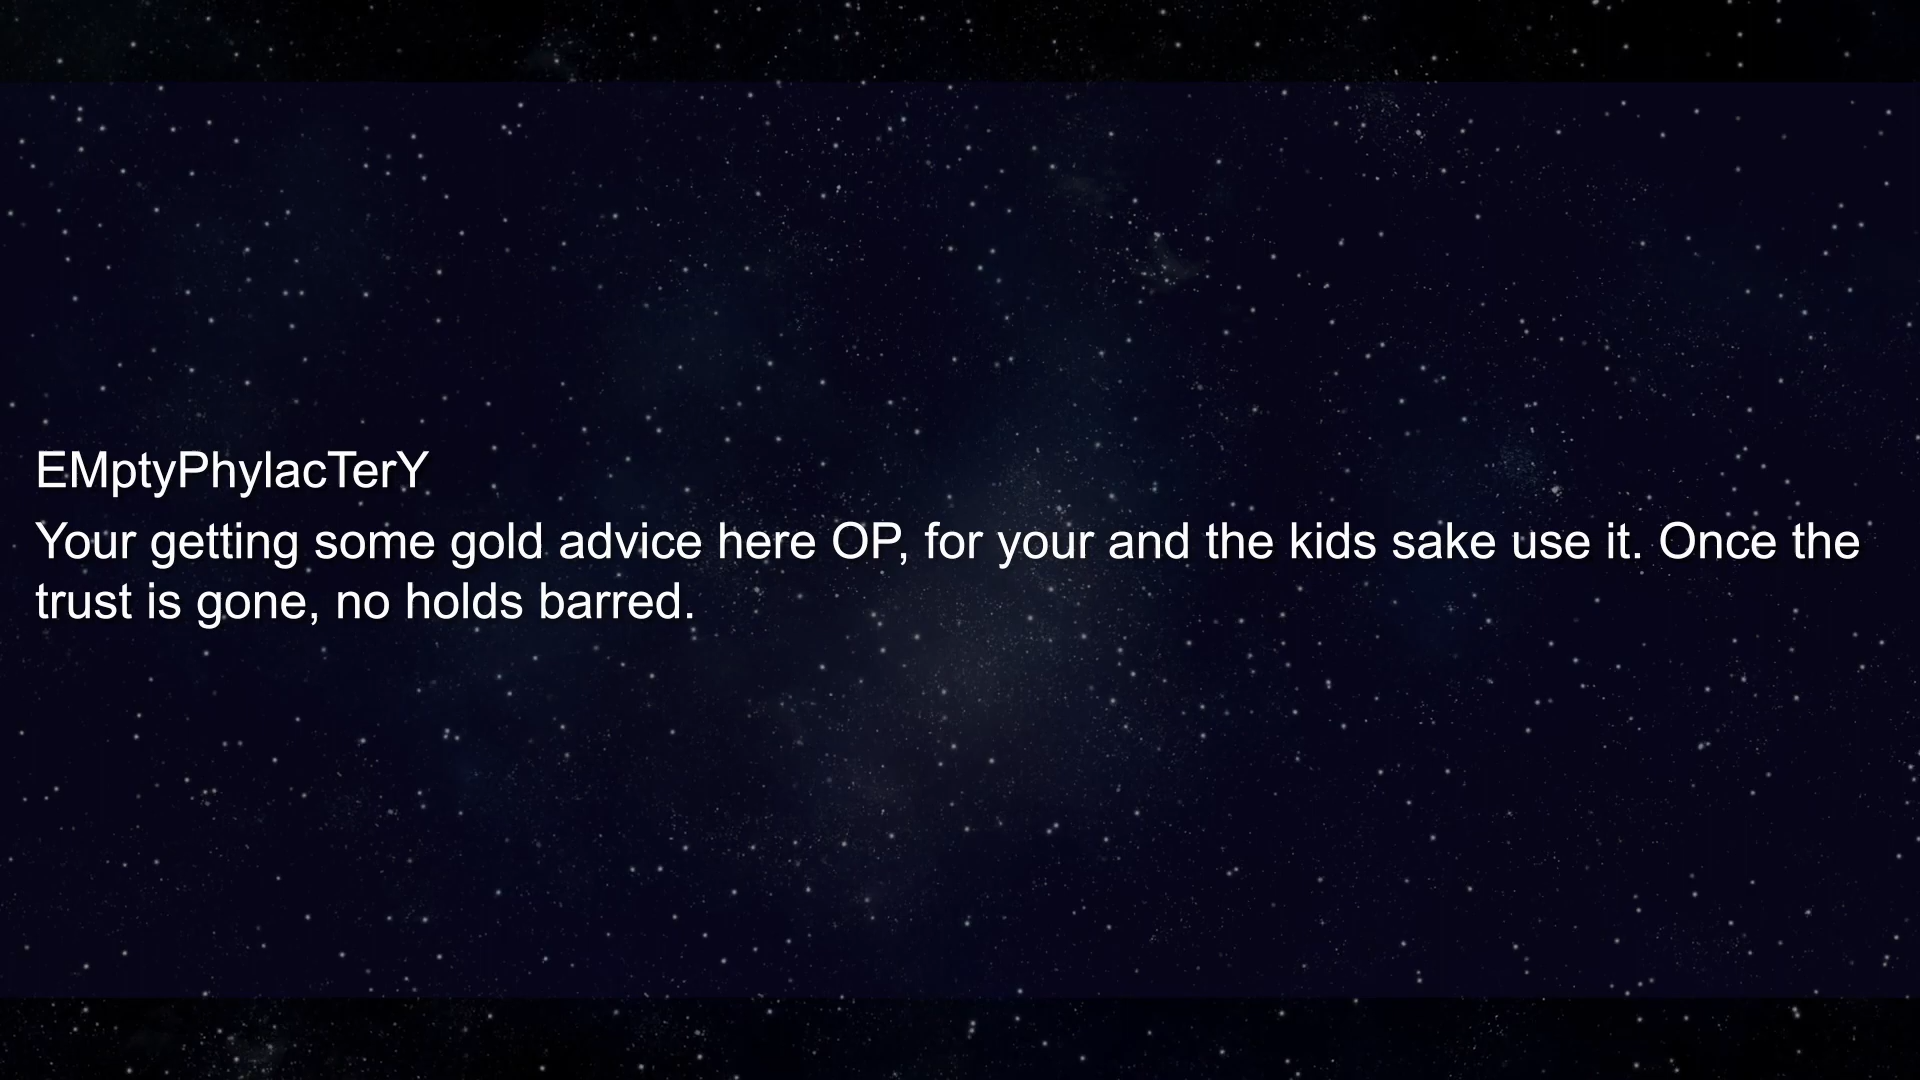 EMptyPhylacTerY
Your getting some gold advice here OP, for your and the kids sake use it. Once the
trust is gone, no holds barred.